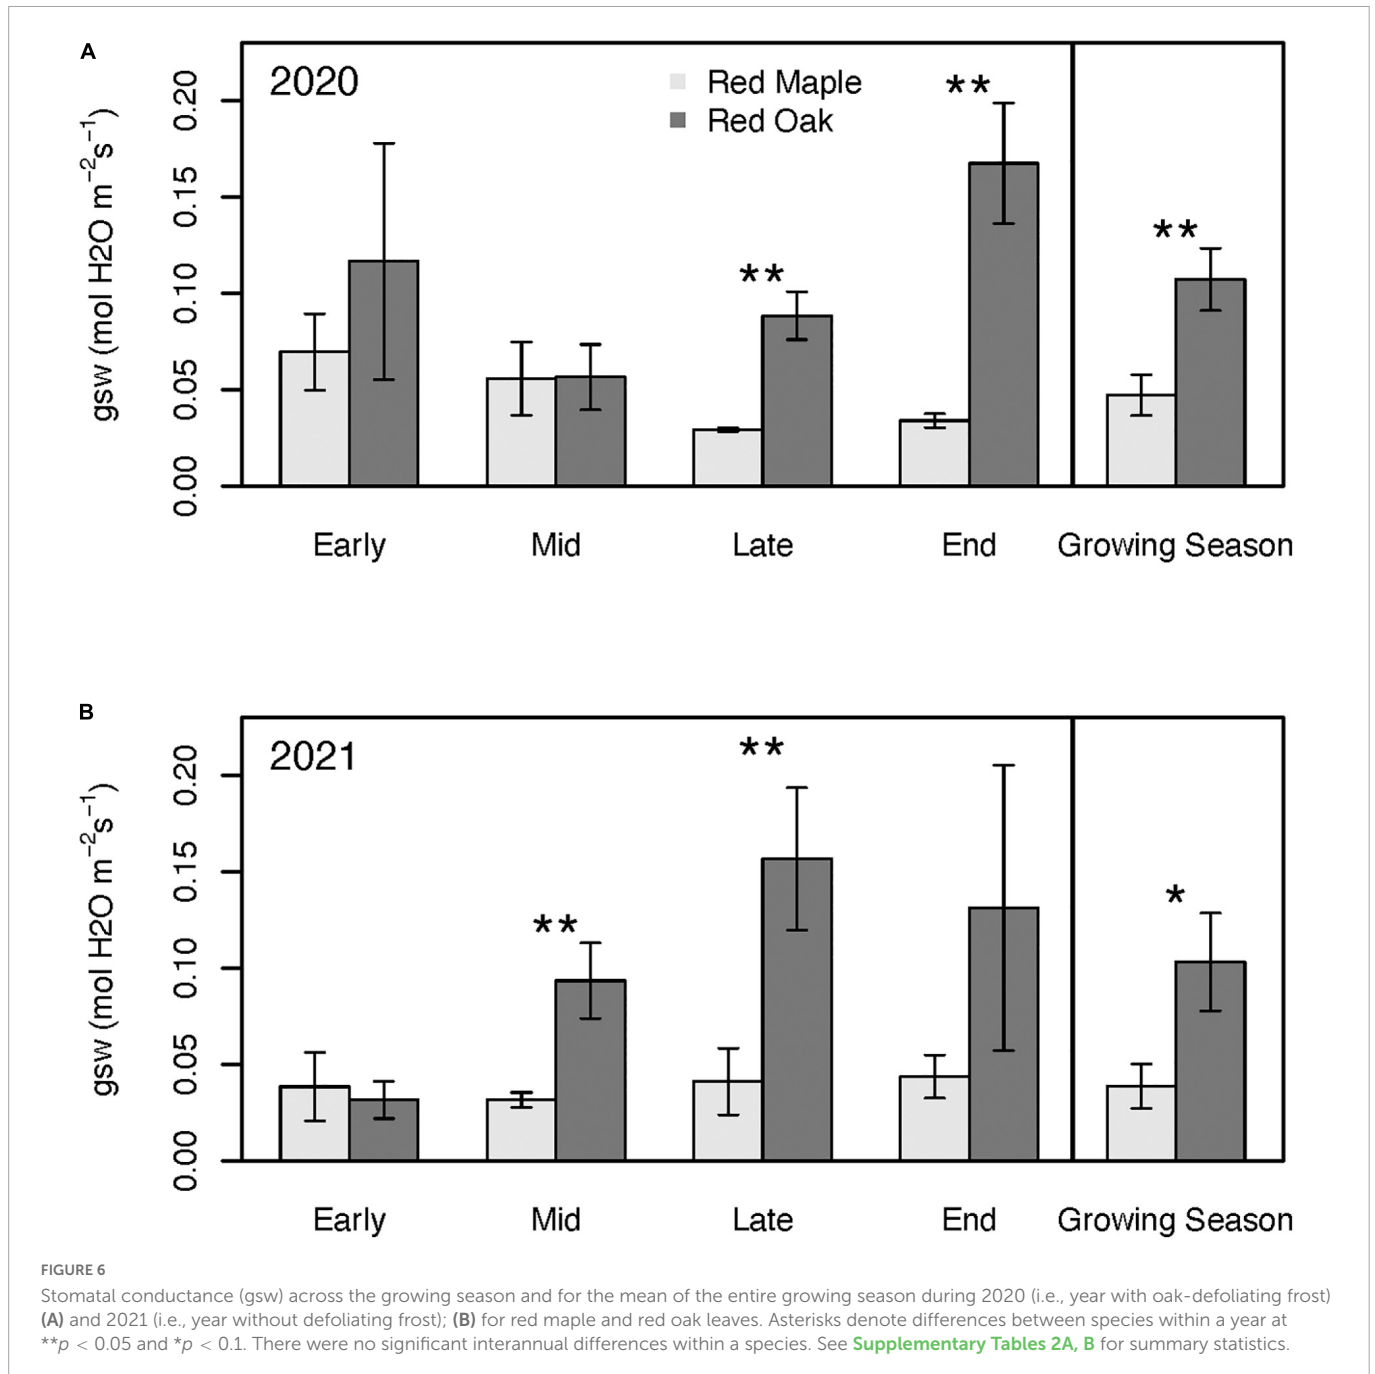 A
2020
Red Maple
Red Oak
**
**
**
gsw (mol H2O m−2s−1)
0.20
0.15
0.10
0.05
0.00
Early Mid Late End Growing Season
B
2021
**
**
*
gsw (mol H2O m−2s−1)
0.20
0.15
0.10
0.05
0.00
Early Mid Late End Growing Season
FIGURE 6
Stomatal conductance (gsw) across the growing season and for the mean of the entire growing season during 2020 (i.e., year with oak-defoliating frost)
(A) and 2021 (i.e., year without defoliating frost); (B) for red maple and red oak leaves. Asterisks denote differences between species within a year at
**p < 0.05 and *p < 0.1. There were no significant interannual differences within a species. See Supplementary Tables 2A, B for summary statistics.